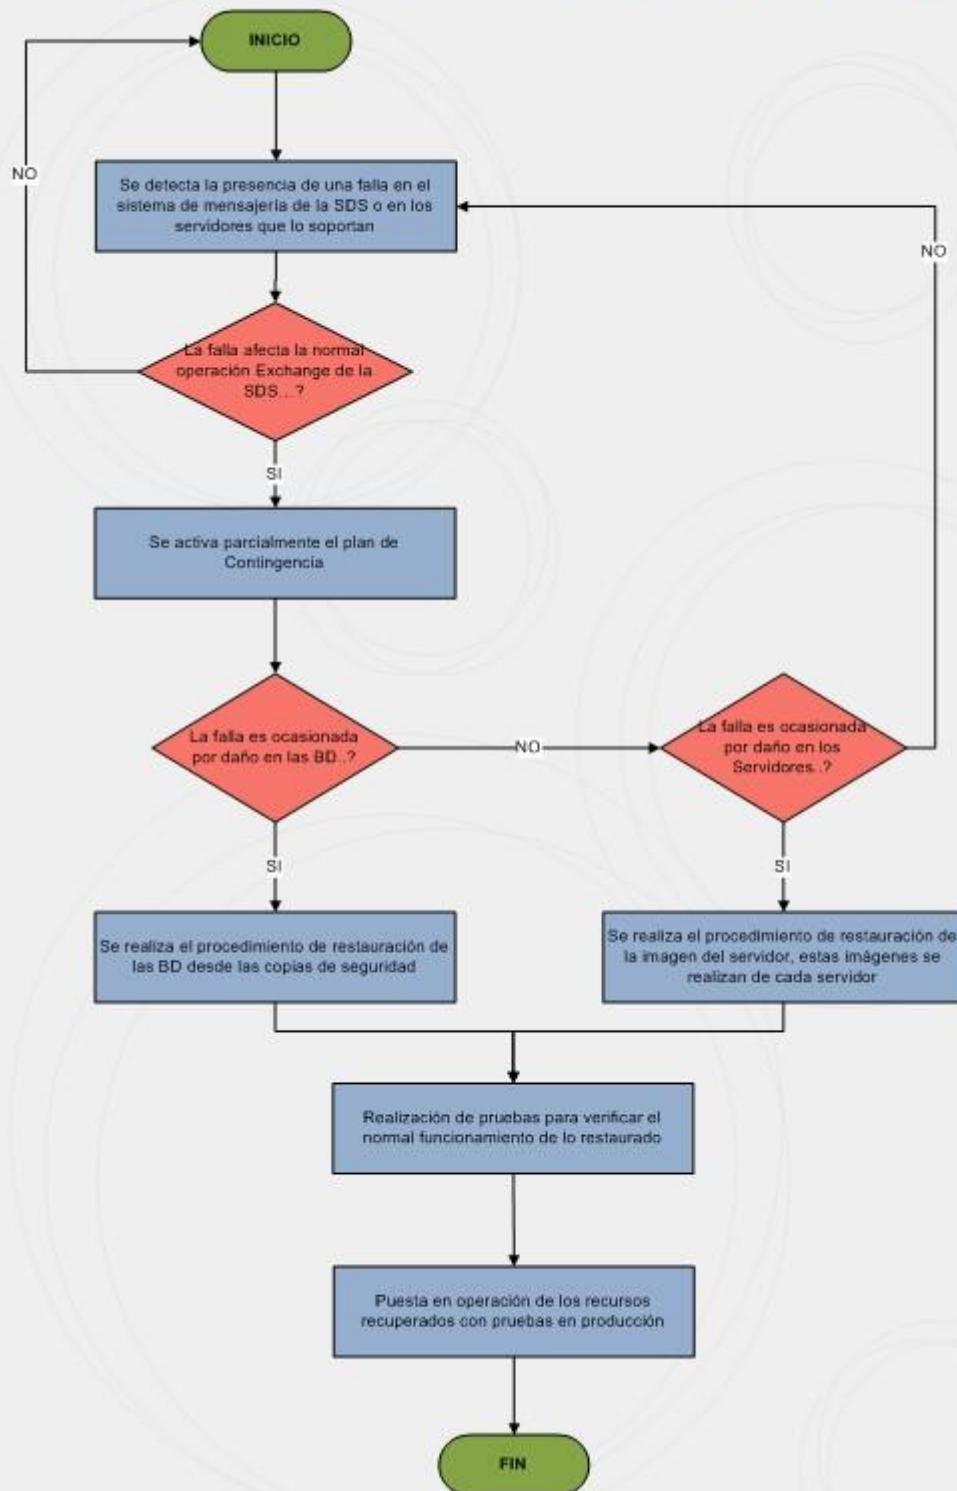 INICIO
NO
Se detecta la presencia de una falla en el
sistema de mensajería de la SDS o en los
servidores que lo soportan
NO
La falla afecta la normal
operación Exchange de la
SDS...?
SI
Se activa parcialmente el plan de
Contingencia
La falla es ocasionada
por daño en las BD..?
NO
La falla es ocasionada
por daño en los
Servidores..?
SI
SI
Se realiza el procedimiento de restauración de
las BD desde las copias de seguridad
Se realiza el procedimiento de restauración de
la imagen del servidor, estas imágenes se
realizan de cada servidor
Realización de pruebas para verificar el
normal funcionamiento de lo restaurado
Puesta en operación de los recursos
recuperados con pruebas en producción
FIN